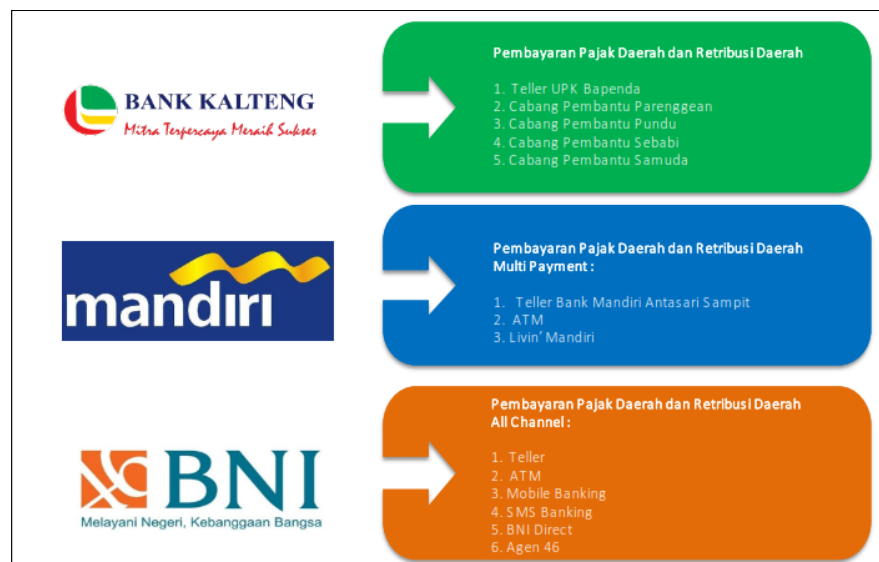 BANK KALTENG
Mitra Terpercaya Meraih Sukses
Pembayaran Pajak Daerah dan Retribusi Daerah
1. Teller UPK Bapenda
2. Cabang Pembantu Parenggean
3. Cabang Pembantu Pundu
4. Cabang Pembantu Sebabi
5. Cabang Pembantu Samuda
mandiri
Pembayaran Pajak Daerah dan Retribusi Daerah
Multi Payment :
1. Teller Bank Mandiri Antasari Sampit
2. ATM
3. Livin’ Mandiri
BNI
Melayani Negeri, Kebanggaan Bangsa
Pembayaran Pajak Daerah dan Retribusi Daerah
All Channel :
1. Teller
2. ATM
3. Mobile Banking
4. SMS Banking
5. BNI Direct
6. Agen 46